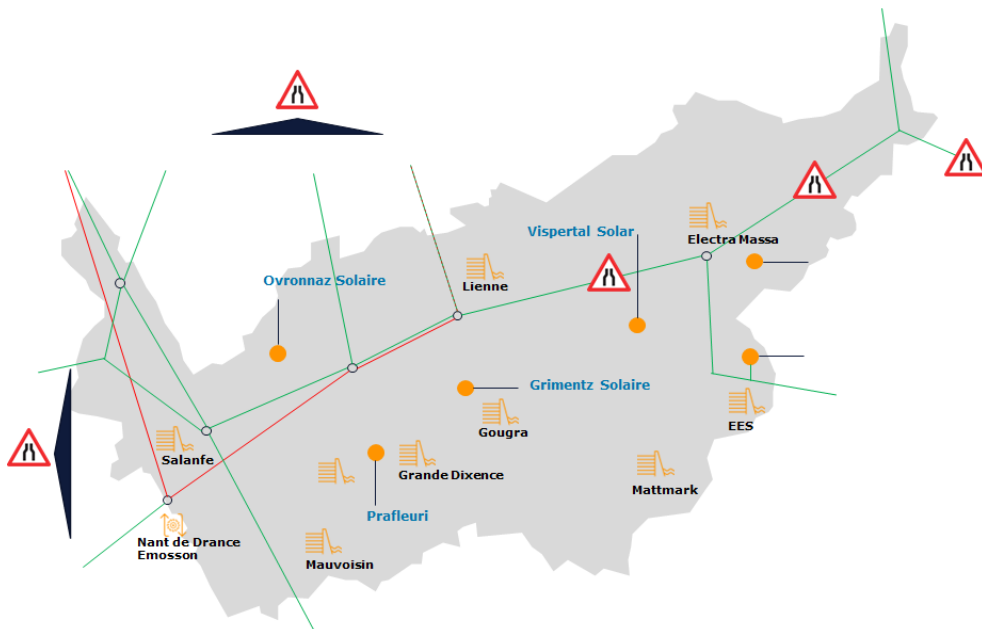 Vispertal Solar
Electra Massa
Ovronnaz Solaire
Lienne
Grimentz Solaire
Gougra
EES
Salanfe
Grande Dixence
Mattmark
Prafleuri
Nant de Drance
Emosson
Mauvoisin